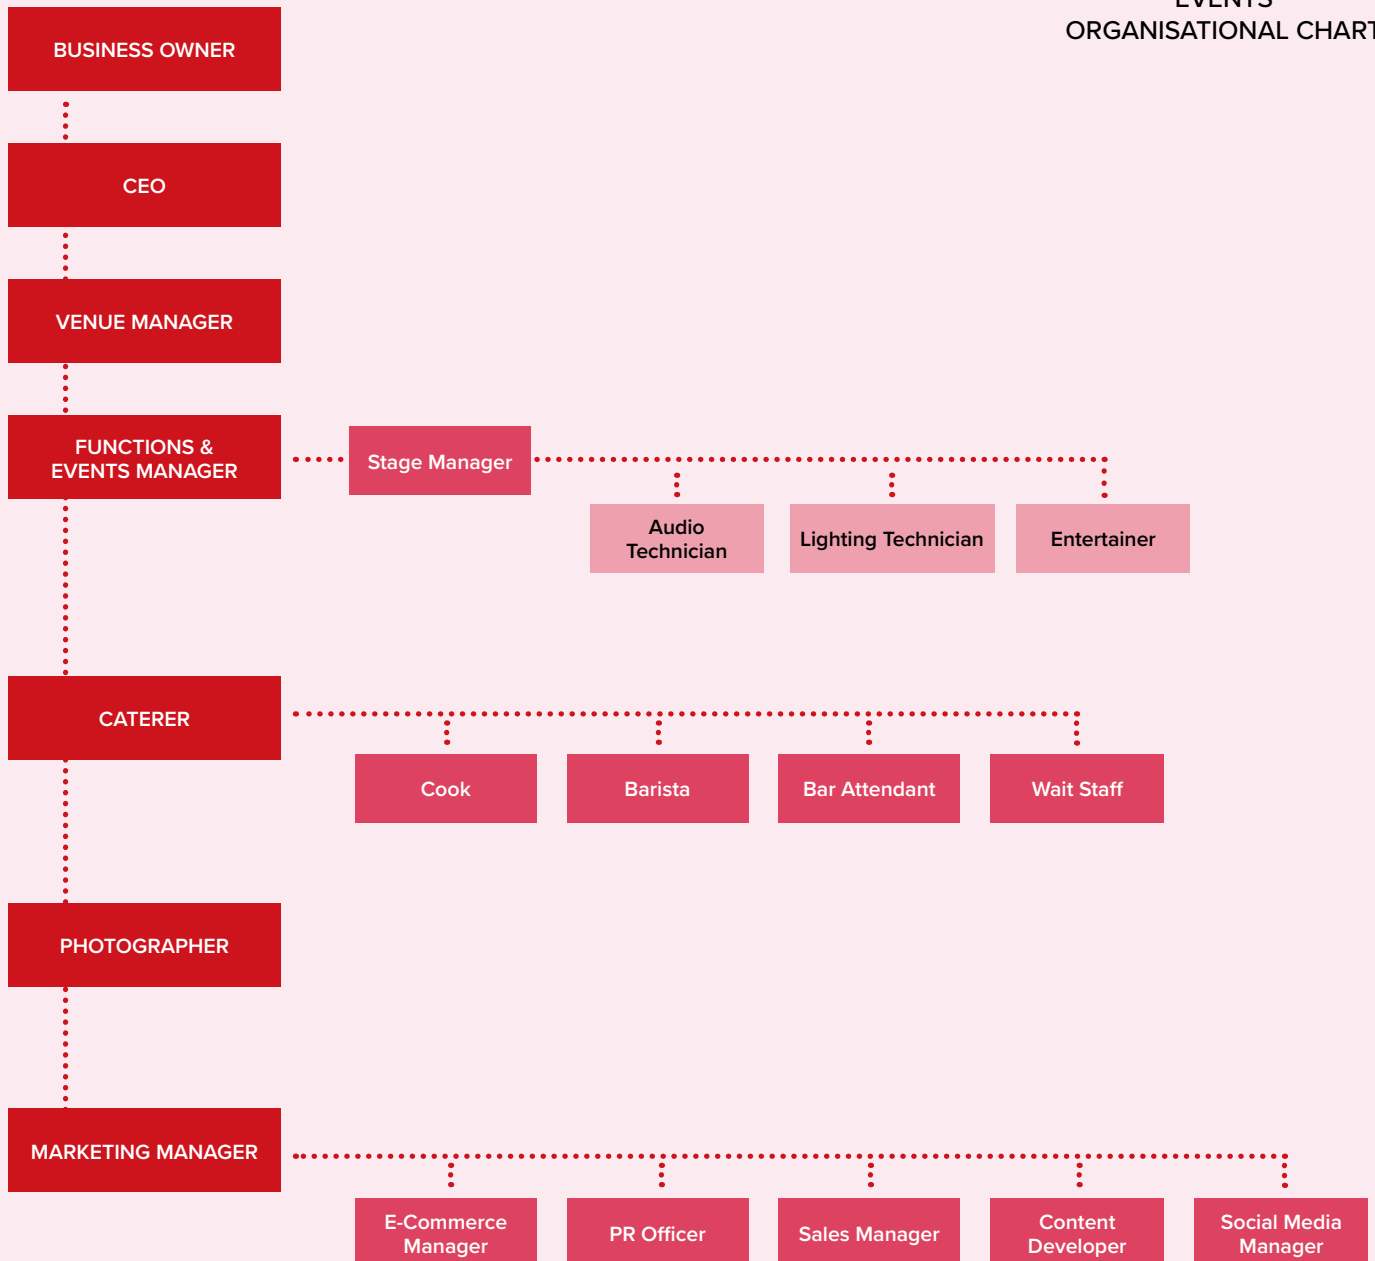 EVENTS
ORGANISATIONAL CHART
BUSINESS OWNER
CEO
VENUE MANAGER
FUNCTIONS &
EVENTS MANAGER
Stage Manager
Audio
Technician
Lighting Technician
Entertainer
CATERER
Cook
Barista
Bar Attendant
Wait Staff
PHOTOGRAPHER
MARKETING MANAGER
E-Commerce
Manager
PR Officer
Sales Manager
Content
Developer
Social Media
Manager